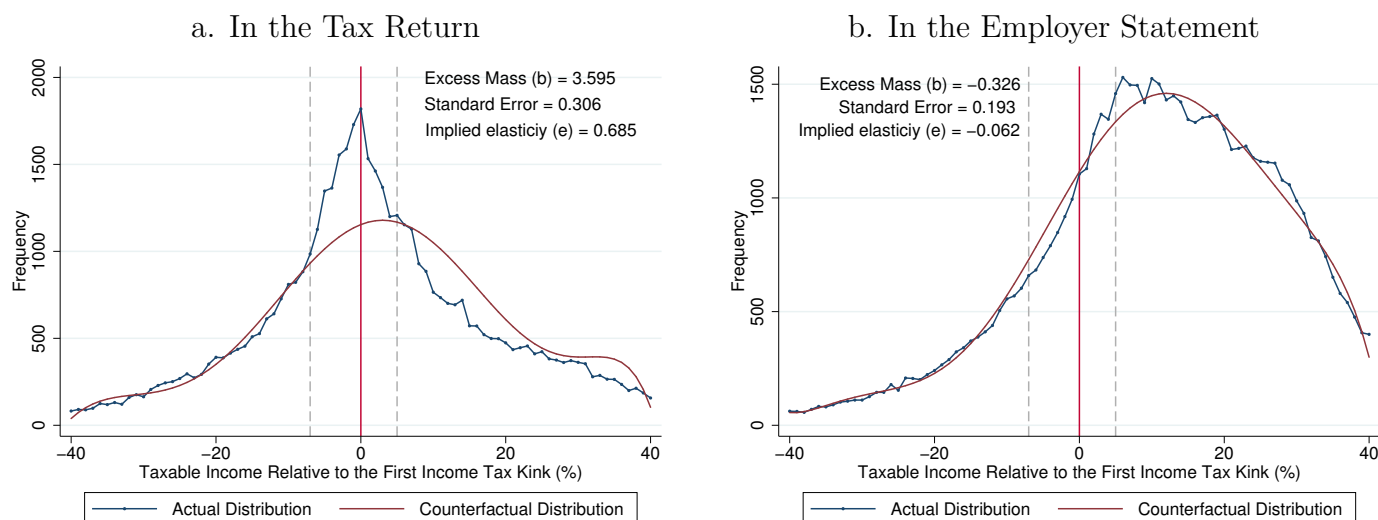 a. In the Tax Return
Excess Mass (b) = 3.595
Standard Error = 0.306
Implied elasticiy (e) = 0.685
Frequency
0
500
1000
1500
2000
−40
−20
0
20
40
Taxable Income Relative to the First Income Tax Kink (%)
Actual Distribution
Counterfactual Distribution
b. In the Employer Statement
Excess Mass (b) = −0.326
Standard Error = 0.193
Implied elasticiy (e) = −0.062
Frequency
0
500
1000
1500
−40
−20
0
20
40
Taxable Income Relative to the First Income Tax Kink (%)
Actual Distribution
Counterfactual Distribution